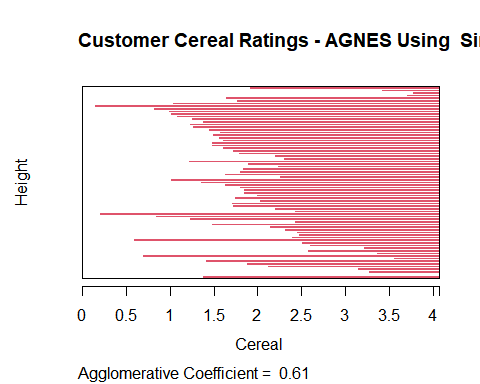 Customer Cereal Ratings - AGNES Using Si
Height
0 0.5 1 1.5 2 2.5 3 3.5 4
Cereal
Agglomerative Coefficient = 0.61